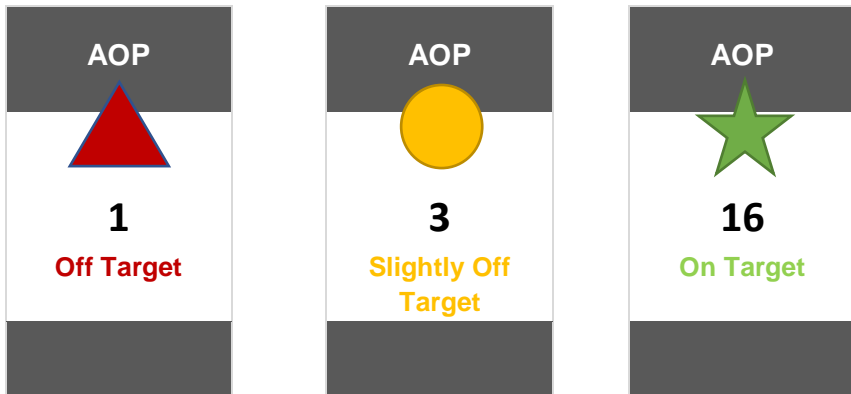 AOP
1
Off Target
AOP
3
Slightly Off
Target
AOP
16
On Target